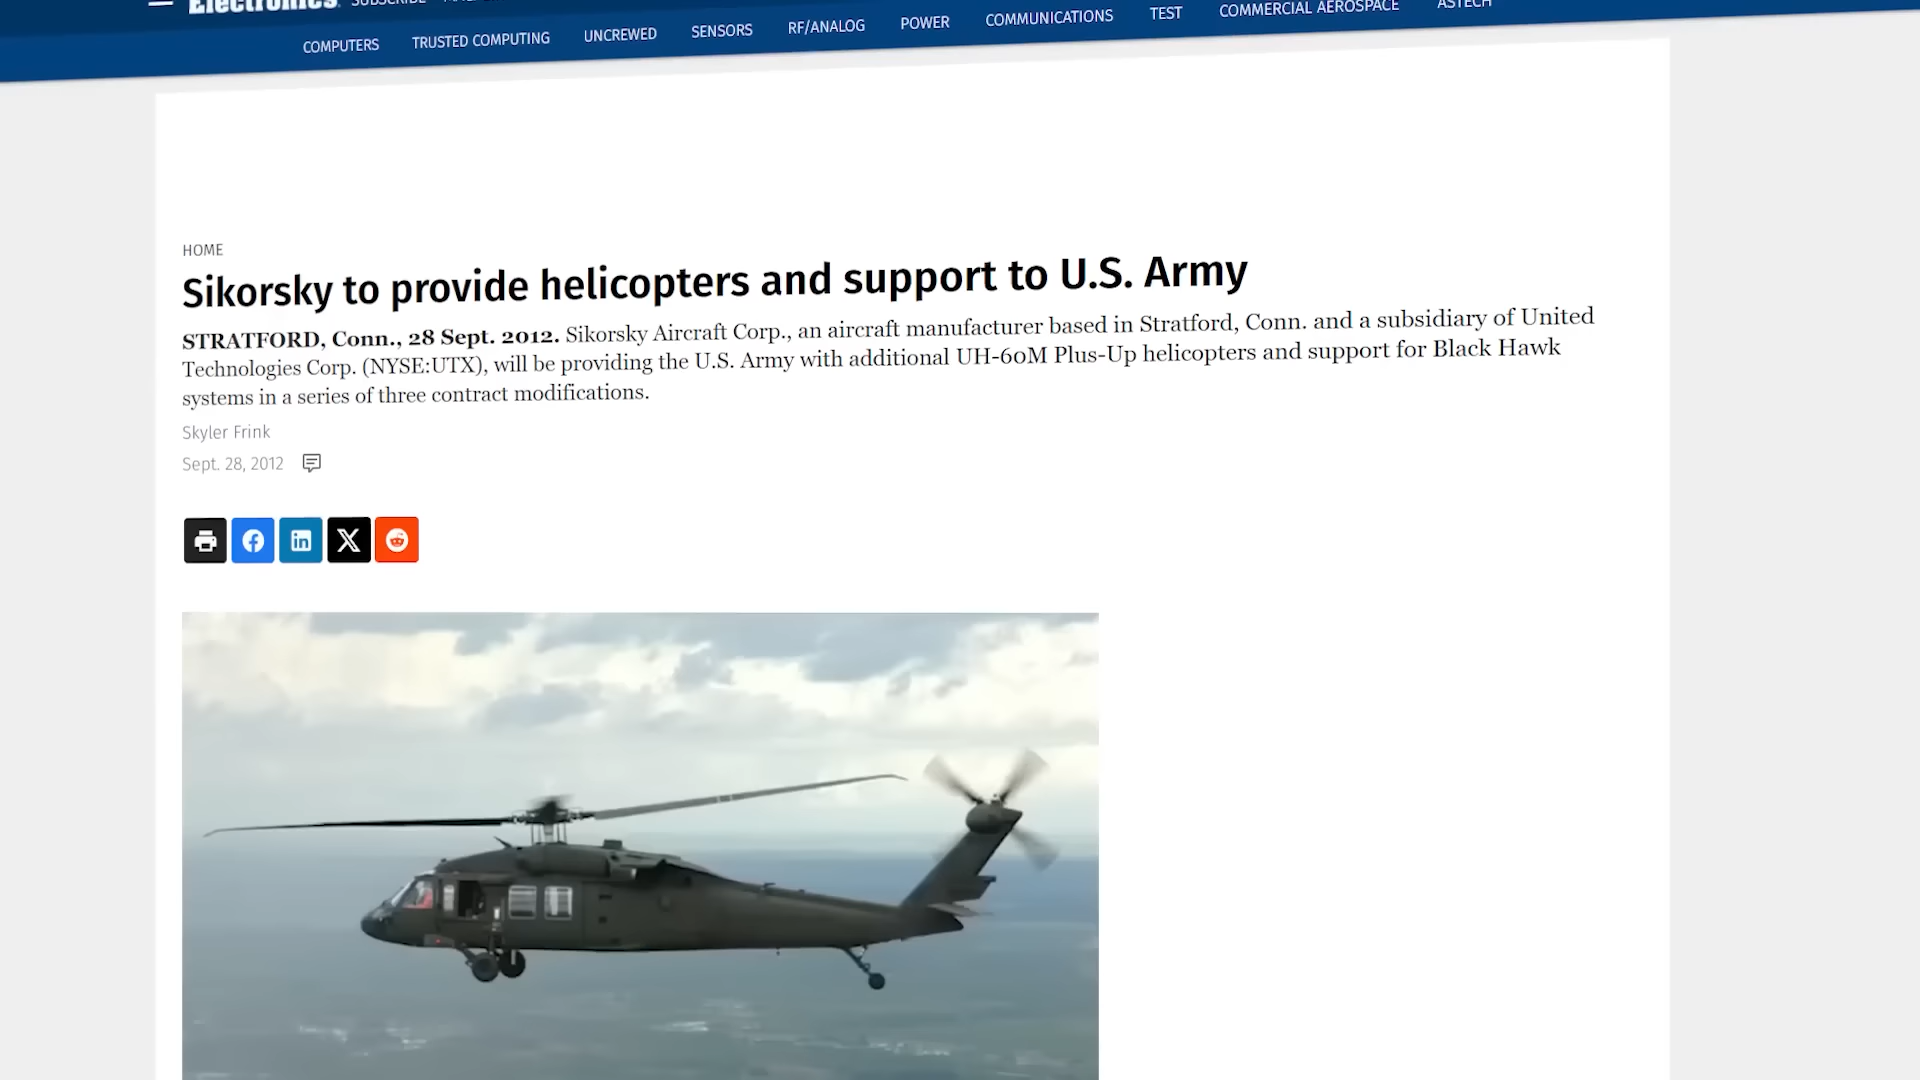 Electronics
SUBSCRIBE
COMPUTERS TRUSTED COMPUTING UNCREWED SENSORS RF/ANALOG POWER COMMUNICATIONS TEST COMMERCIAL AEROSPACE ASTECH
HOME
Sikorsky to provide helicopters and support to U.S. Army
STRATFORD, Conn., 28 Sept. 2012. Sikorsky Aircraft Corp., an aircraft manufacturer based in Stratford, Conn. and a subsidiary of United
Technologies Corp. (NYSE:UTX), will be providing the U.S. Army with additional UH-60M Plus-Up helicopters and support for Black Hawk
systems in a series of three contract modifications.
Skyler Frink
Sept. 28, 2012